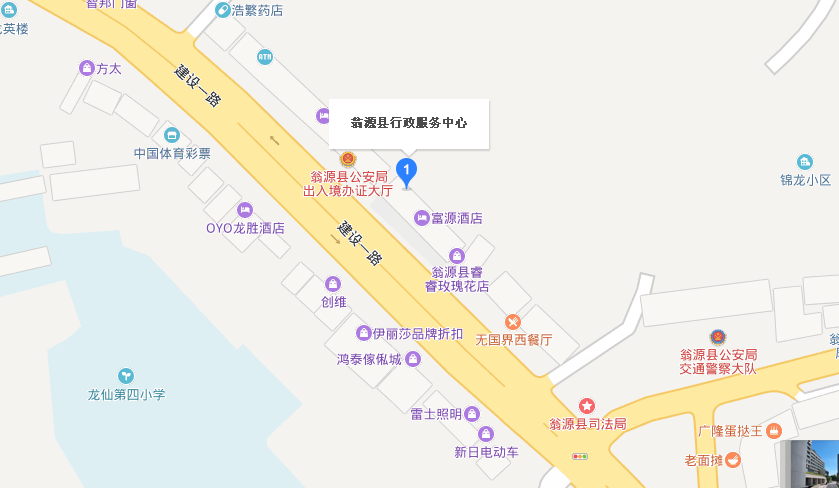 智邦门窗
浩繁药店
龙英楼
ATM
方太
建设一路
翁源县行政服务中心
中国体育彩票
1
翁源县公安局
出入境办证大厅
锦龙小区
富源酒店
OYO龙胜酒店
建设一路
翁源县睿
睿玫瑰花店
创维
伊丽莎品牌折扣
无国界西餐厅
翁源县公安局
交通警察大队
鸿泰傢俬城
龙仙第四小学
雷士照明
翁源县司法局
广隆蛋挞王
新日电动车
老面摊